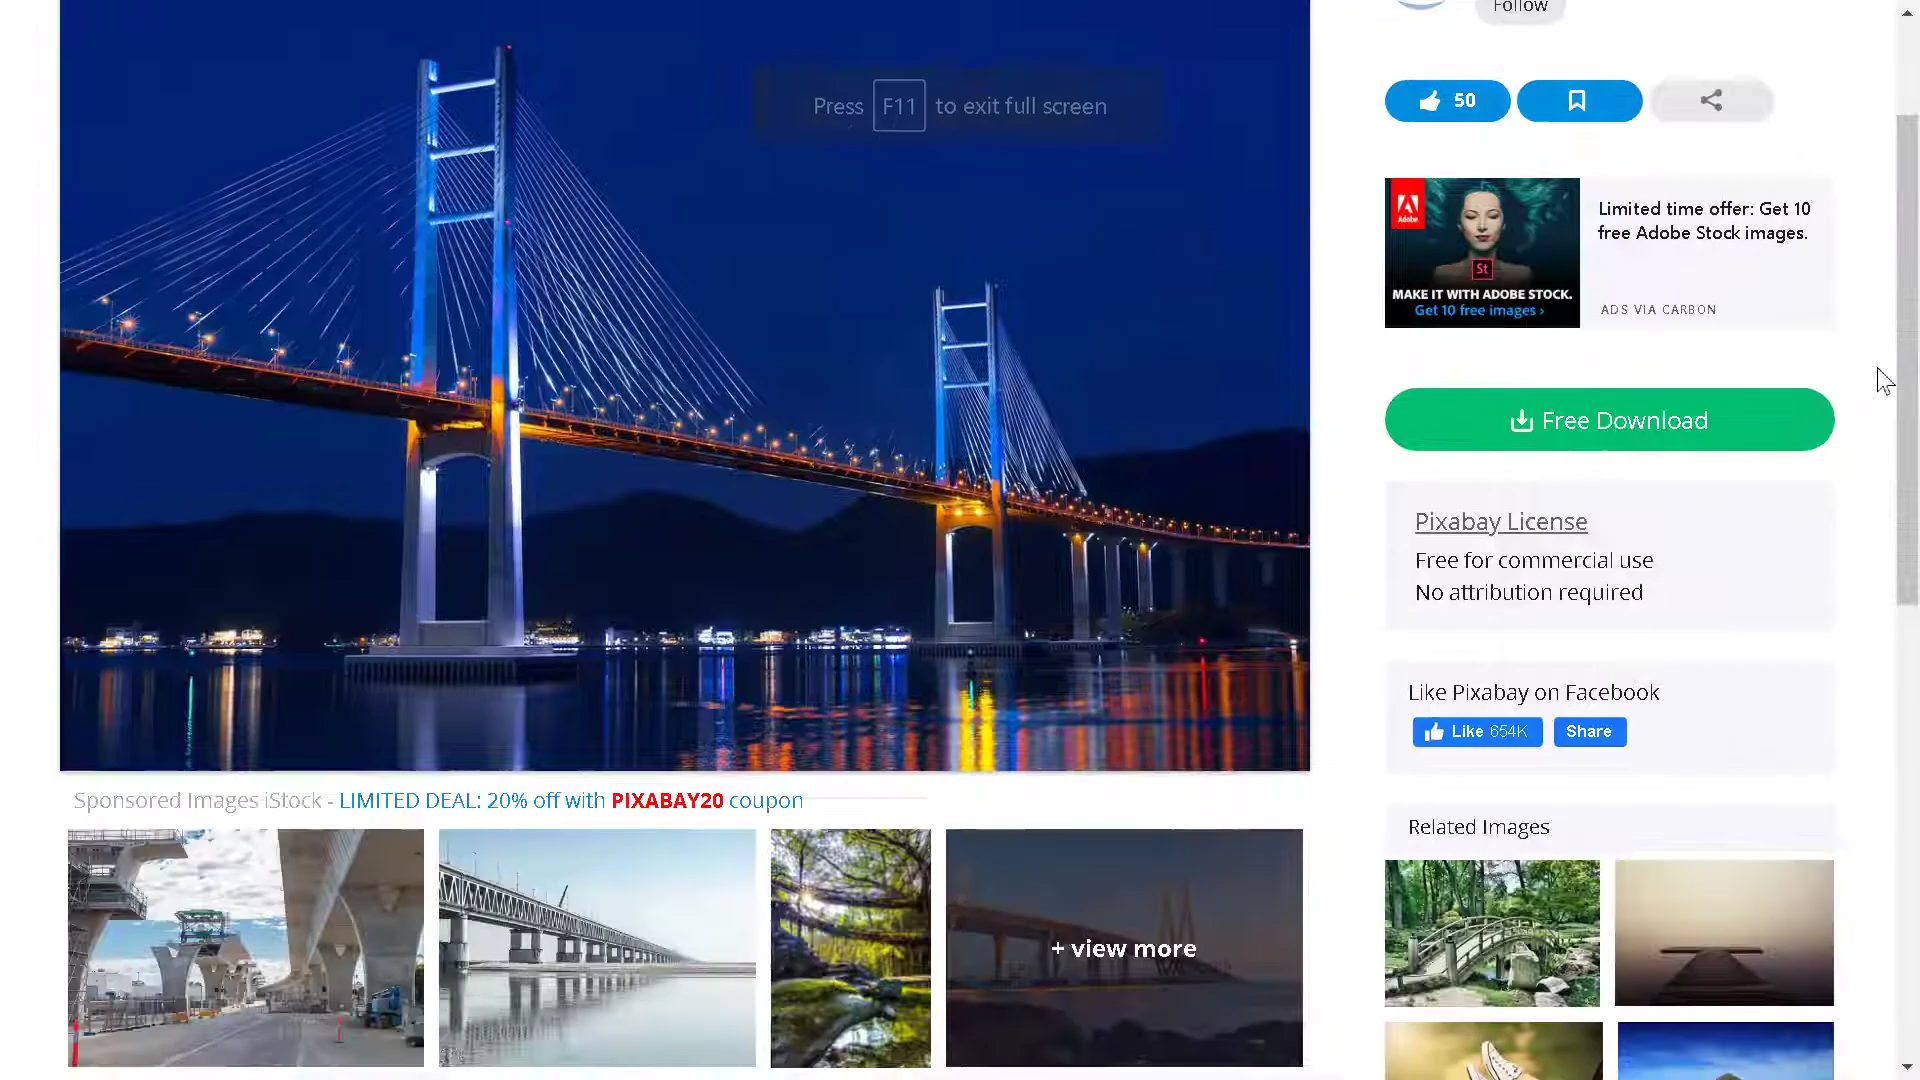 Follow
Press F11 to exit full screen
50
Adobe
Limited time offer: Get 10
free Adobe Stock images.
St
MAKE IT WITH ADOBE STOCK.
Get 10 free images ›
ADS VIA CARBON
Free Download
Pixabay License
Free for commercial use
No attribution required
Like Pixabay on Facebook
Like 654K Share
Sponsored Images iStock - LIMITED DEAL: 20% off with PIXABAY20 coupon
Related Images
+ view more